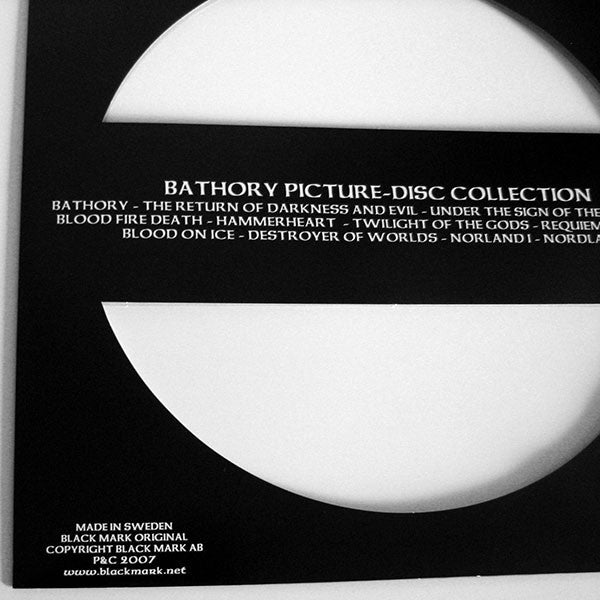 BATHORY PICTURE-DISC COLLECTION
BATHORY - THE RETURN OF DARKNESS AND EVIL - UNDER THE SIGN OF THE
BLOOD FIRE DEATH - HAMMERHEART - TWILIGHT OF THE GODS - REQUIEM
BLOOD ON ICE - DESTROYER OF WORLDS - NORLAND I - NORDLA
MADE IN SWEDEN
BLACK MARK ORIGINAL
COPYRIGHT BLACK MARK AB
P&C 2007
www.blackmark.net